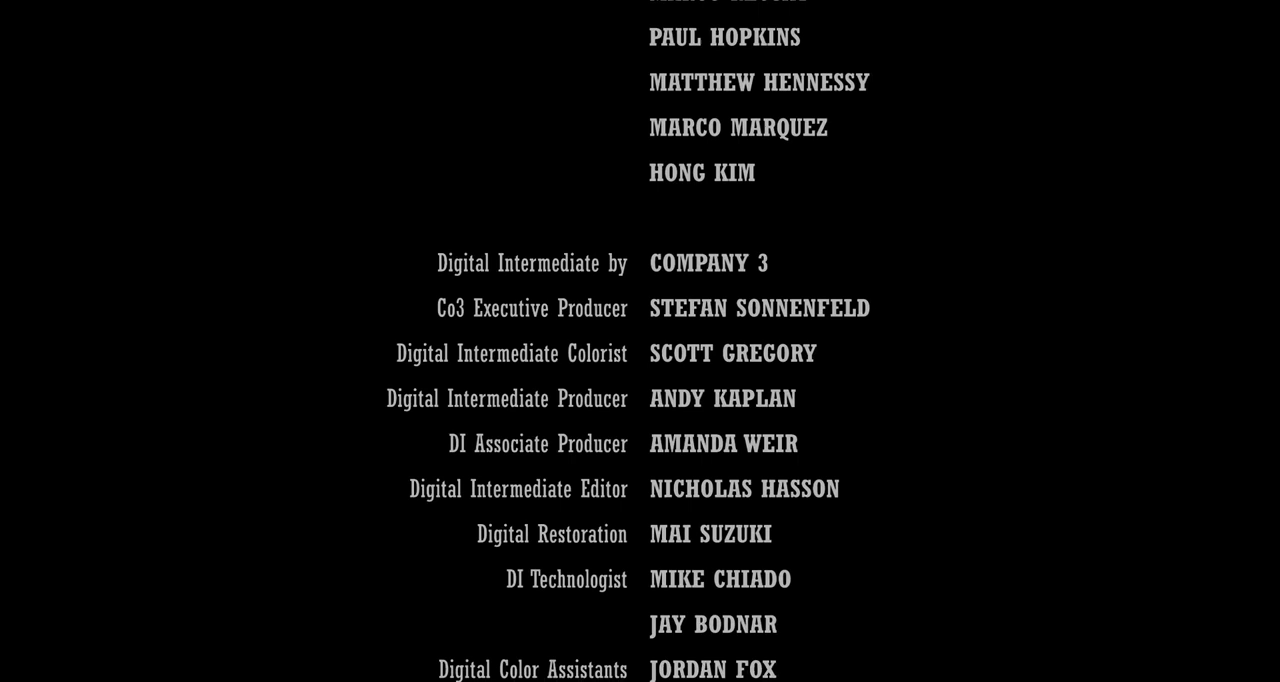 PAUL HOPKINS
MATTHEW HENNESSY
MARCO MARQUEZ
HONG KIM
Digital Intermediate by COMPANY 3
Co3 Executive Producer STEFAN SONNENFELD
Digital Intermediate Colorist SCOTT GREGORY
Digital Intermediate Producer ANDY KAPLAN
DI Associate Producer AMANDA WEIR
Digital Intermediate Editor NICHOLAS HASSON
Digital Restoration MAI SUZUKI
DI Technologist MIKE CHIADO
JAY BODNAR
Digital Color Assistants JORDAN FOX